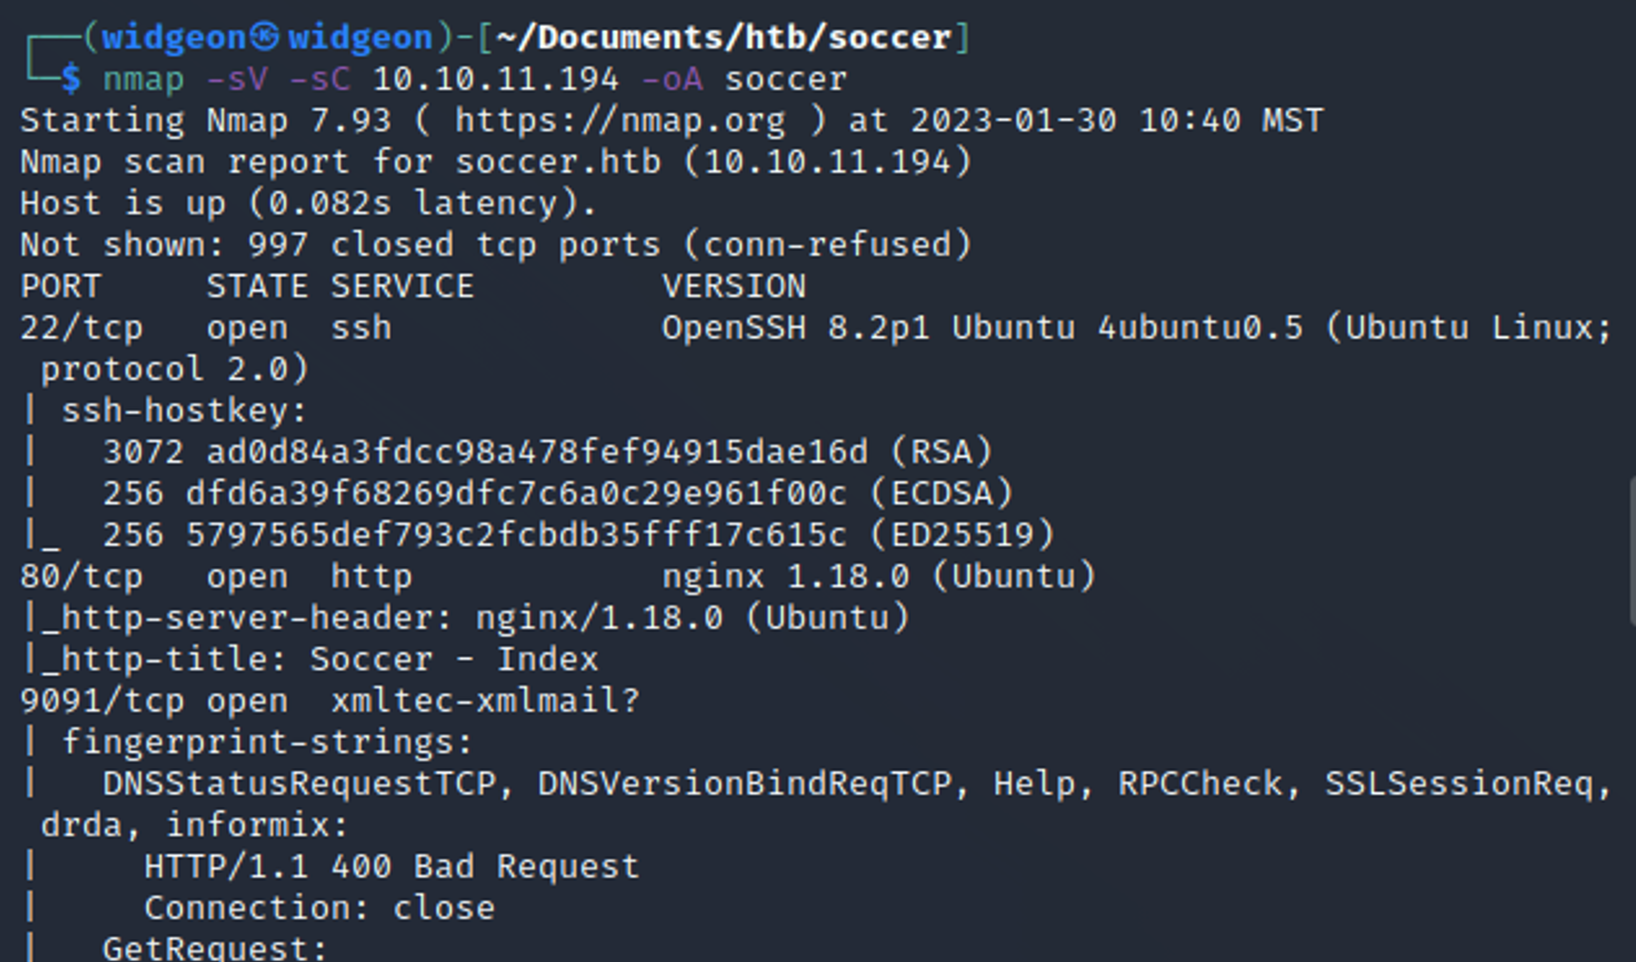 ┌──(widgeon㉿widgeon)-[~/Documents/htb/soccer]
└─$ nmap -sV -sC 10.10.11.194 -oA soccer
Starting Nmap 7.93 ( https://nmap.org ) at 2023-01-30 10:40 MST
Nmap scan report for soccer.htb (10.10.11.194)
Host is up (0.082s latency).
Not shown: 997 closed tcp ports (conn-refused)
PORT     STATE SERVICE         VERSION
22/tcp   open  ssh             OpenSSH 8.2p1 Ubuntu 4ubuntu0.5 (Ubuntu Linux;
 protocol 2.0)
| ssh-hostkey:
|   3072 ad0d84a3fdcc98a478fef94915dae16d (RSA)
|   256 dfd6a39f68269dfc7c6a0c29e961f00c (ECDSA)
|_  256 5797565def793c2fcbdb35fff17c615c (ED25519)
80/tcp   open  http            nginx 1.18.0 (Ubuntu)
|_http-server-header: nginx/1.18.0 (Ubuntu)
|_http-title: Soccer - Index
9091/tcp open  xmltec-xmlmail?
| fingerprint-strings:
|   DNSStatusRequestTCP, DNSVersionBindReqTCP, Help, RPCCheck, SSLSessionReq,
 drda, informix:
|     HTTP/1.1 400 Bad Request
|     Connection: close
|   GetRequest: